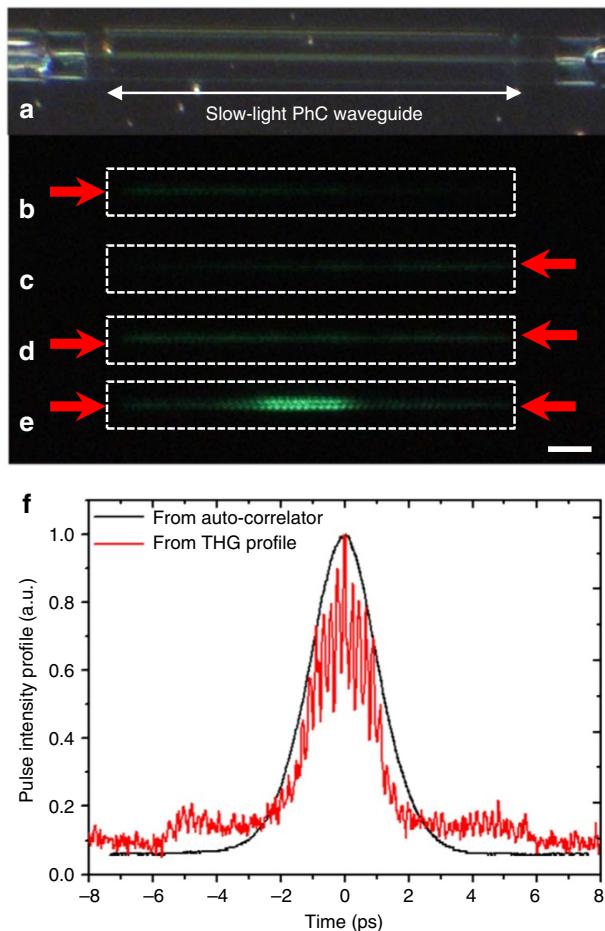 Slow-light PhC waveguide
a
b
c
d
e
f
From auto-correlator
From THG profile
Pulse intensity profile (a.u.)
1.0
0.8
0.6
0.4
0.2
0.0
−8 −6 −4 −2 0 2 4 6 8
Time (ps)